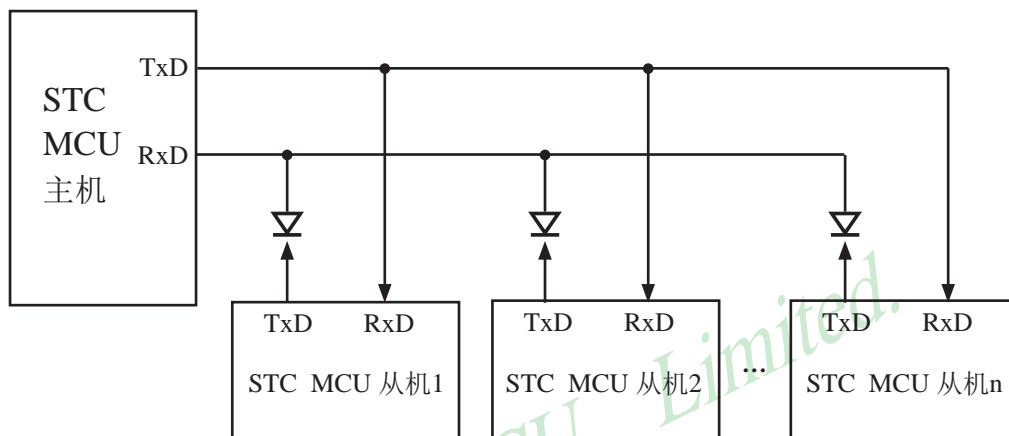 TxD
STC
MCU
RxD
主机
TxD RxD
STC MCU 从机1
TxD RxD
STC MCU 从机2
...
TxD RxD
STC MCU 从机n
MCU Limited.